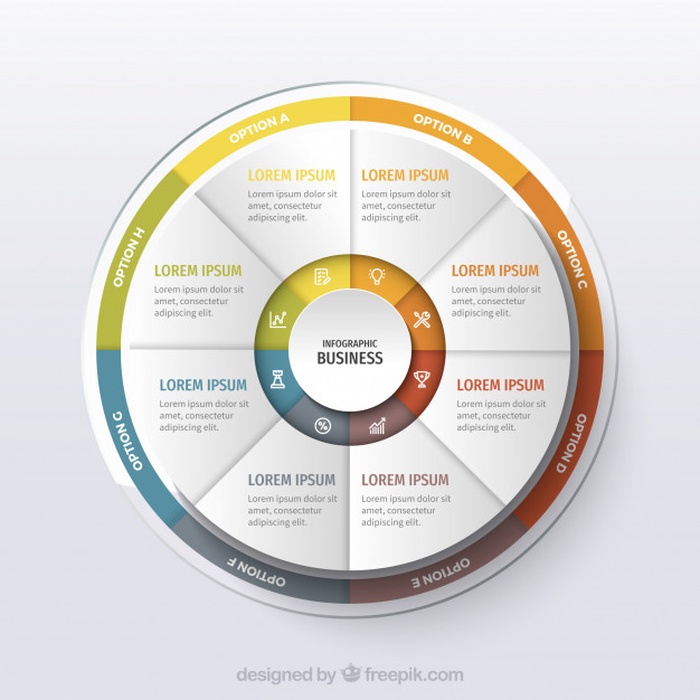 OPTION A
OPTION B
OPTION C
OPTION D
OPTION E
OPTION F
OPTION G
OPTION H
LOREM IPSUM
Lorem ipsum dolor sit
amet, consectetur
adipiscing elit.
LOREM IPSUM
Lorem ipsum dolor sit
amet, consectetur
adipiscing elit.
LOREM IPSUM
Lorem ipsum dolor sit
amet, consectetur
adipiscing elit.
LOREM IPSUM
Lorem ipsum dolor sit
amet, consectetur
adipiscing elit.
INFOGRAPHIC
BUSINESS
LOREM IPSUM
Lorem ipsum dolor sit
amet, consectetur
adipiscing elit.
LOREM IPSUM
Lorem ipsum dolor sit
amet, consectetur
adipiscing elit.
LOREM IPSUM
Lorem ipsum dolor sit
amet, consectetur
adipiscing elit.
LOREM IPSUM
Lorem ipsum dolor sit
amet, consectetur
adipiscing elit.
designed by freepik.com